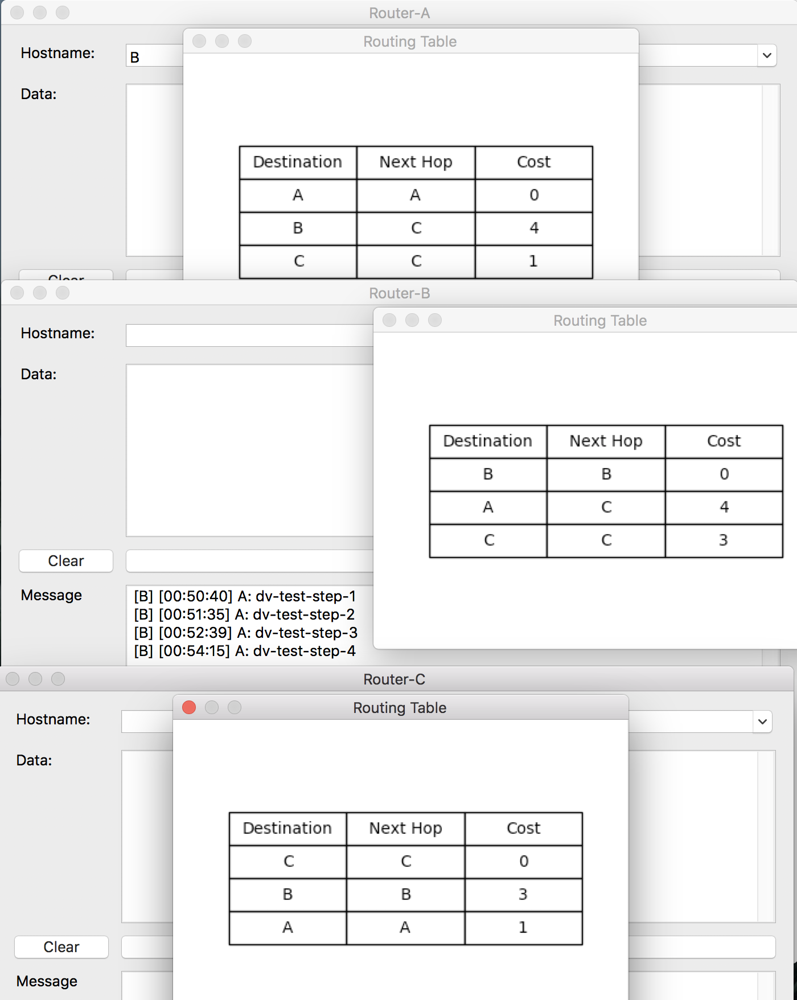 Router-A
Routing Table
Hostname:
B
Data:
Destination Next Hop Cost
A A 0
B C 4
C C 1
Clear
Router-B
Routing Table
Hostname:
Data:
Destination Next Hop Cost
B B 0
A C 4
C C 3
Clear
Message
[B] [00:50:40] A: dv-test-step-1
[B] [00:51:35] A: dv-test-step-2
[B] [00:52:39] A: dv-test-step-3
[B] [00:54:15] A: dv-test-step-4
Router-C
Routing Table
Hostname:
Data:
Destination Next Hop Cost
C C 0
B B 3
A A 1
Clear
Message